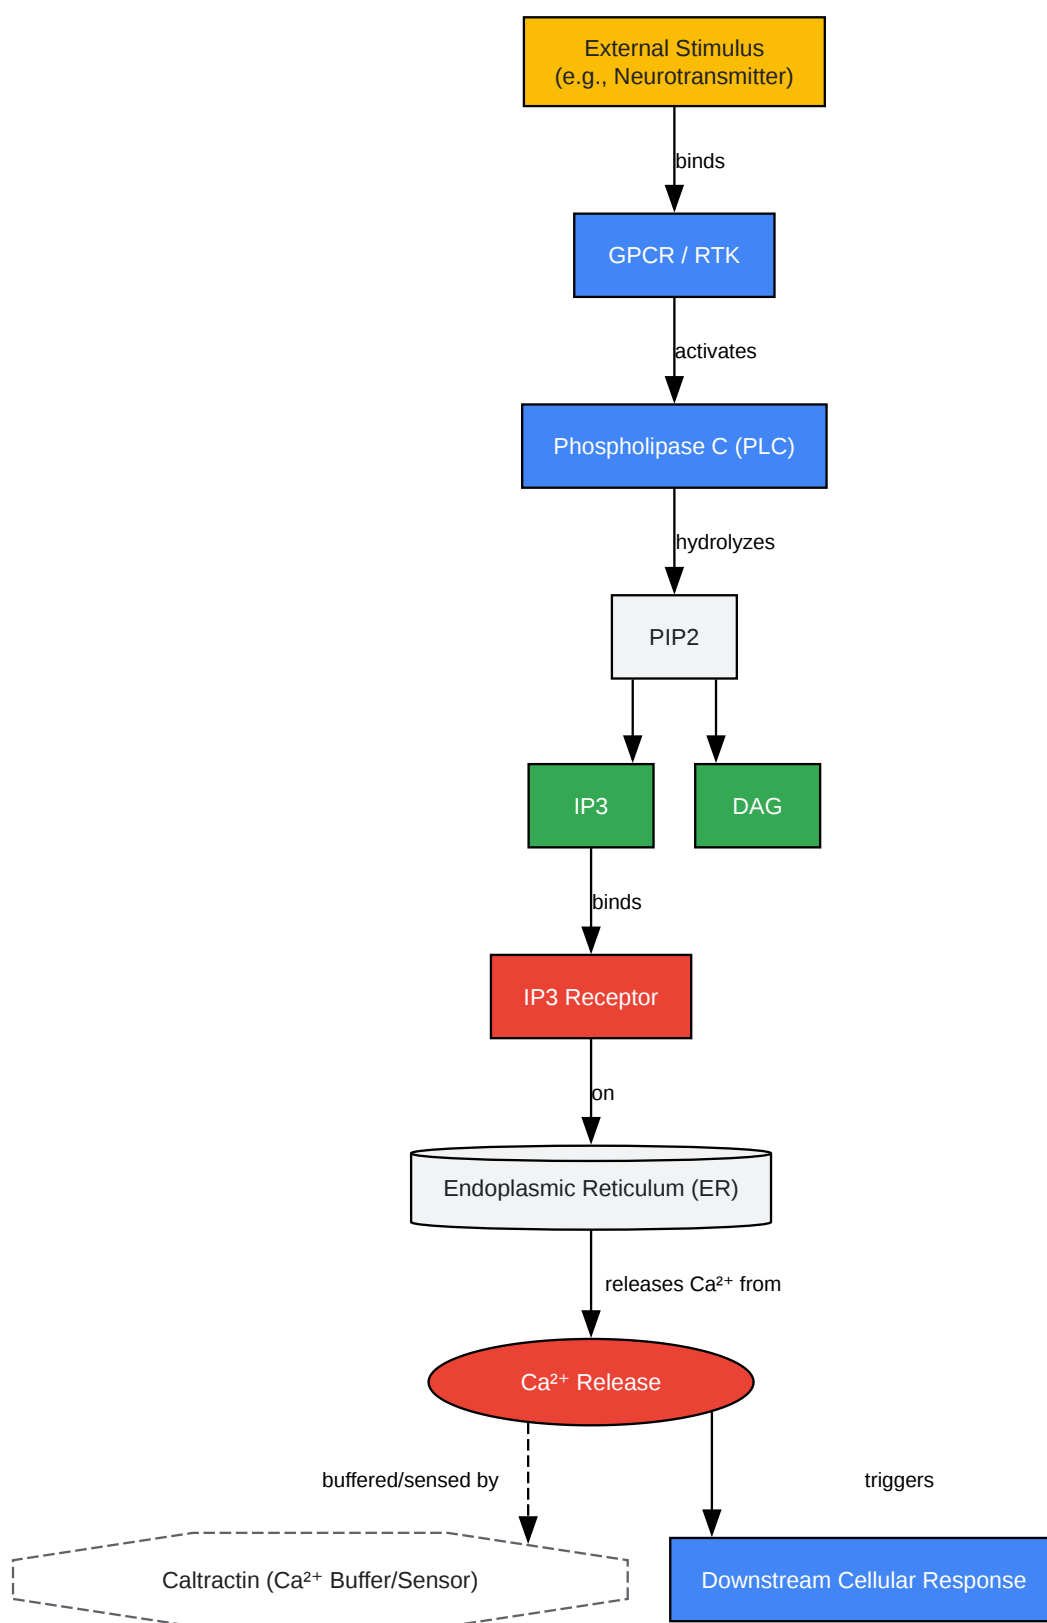 External Stimulus
(e.g., Neurotransmitter)
binds
GPCR / RTK
activates
Phospholipase C (PLC)
hydrolyzes
PIP2
IP3
DAG
binds
IP3 Receptor
on
Endoplasmic Reticulum (ER)
releases Ca²⁺ from
Ca²⁺ Release
buffered/sensed by
triggers
Caltractin (Ca²⁺ Buffer/Sensor)
Downstream Cellular Response